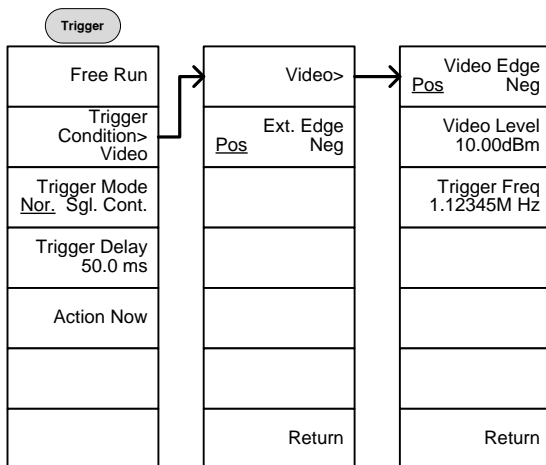 Trigger
Free Run
Trigger
Condition>
Video
Trigger Mode
Nor. Sgl. Cont.
Trigger Delay
50.0 ms
Action Now
Video>
Ext. Edge
Pos Neg
Return
Video Edge
Pos Neg
Video Level
10.00dBm
Trigger Freq
1.12345M Hz
Return